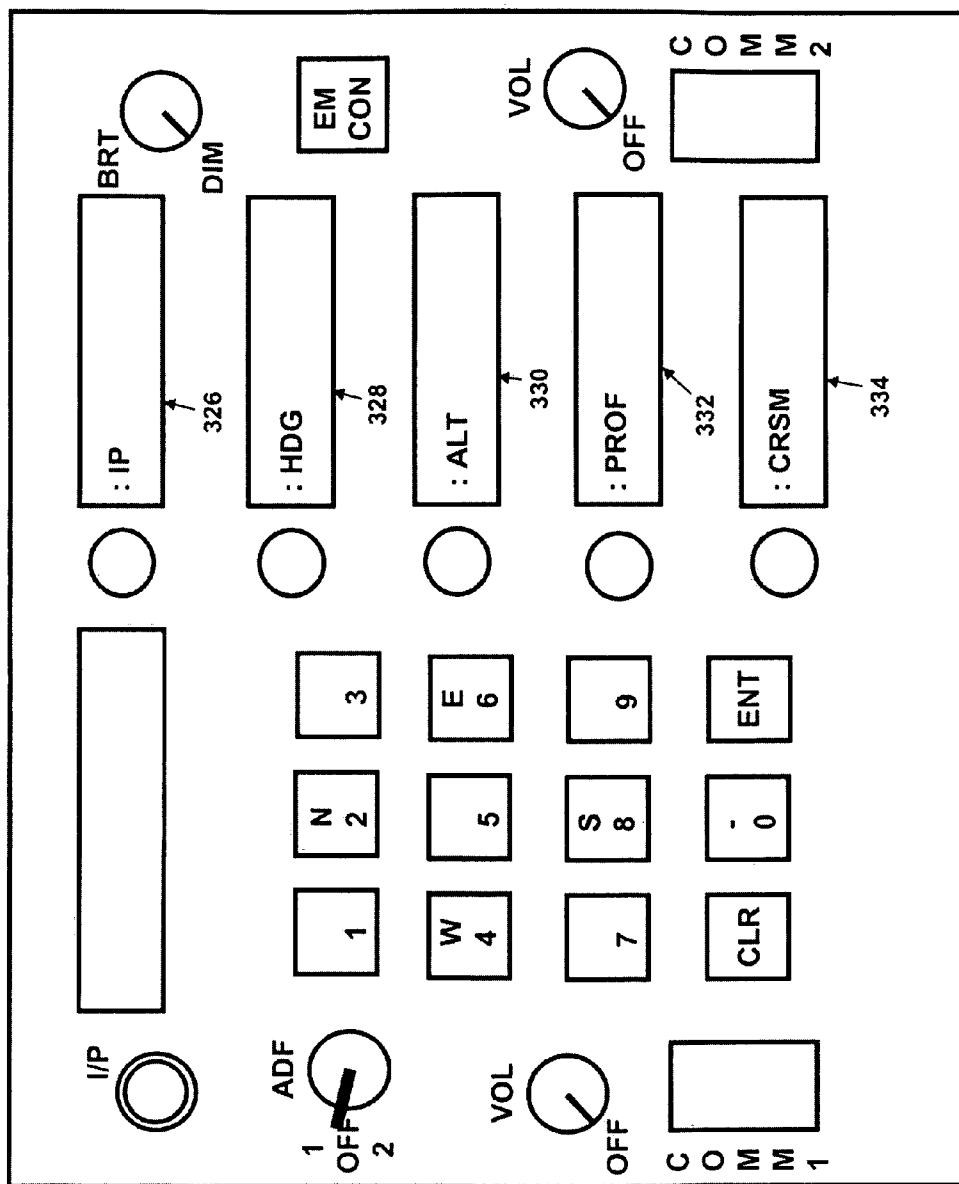 I/P
BRT
DIM
: IP
326
1
OFF
2
ADF
1
N
2
3
: HDG
328
EM
CON
W
4
5
E
6
: ALT
330
VOL
OFF
7
S
8
9
: PROF
332
VOL
OFF
C
O
M
M
1
CLR
-
0
ENT
: CRSM
334
C
O
M
M
2